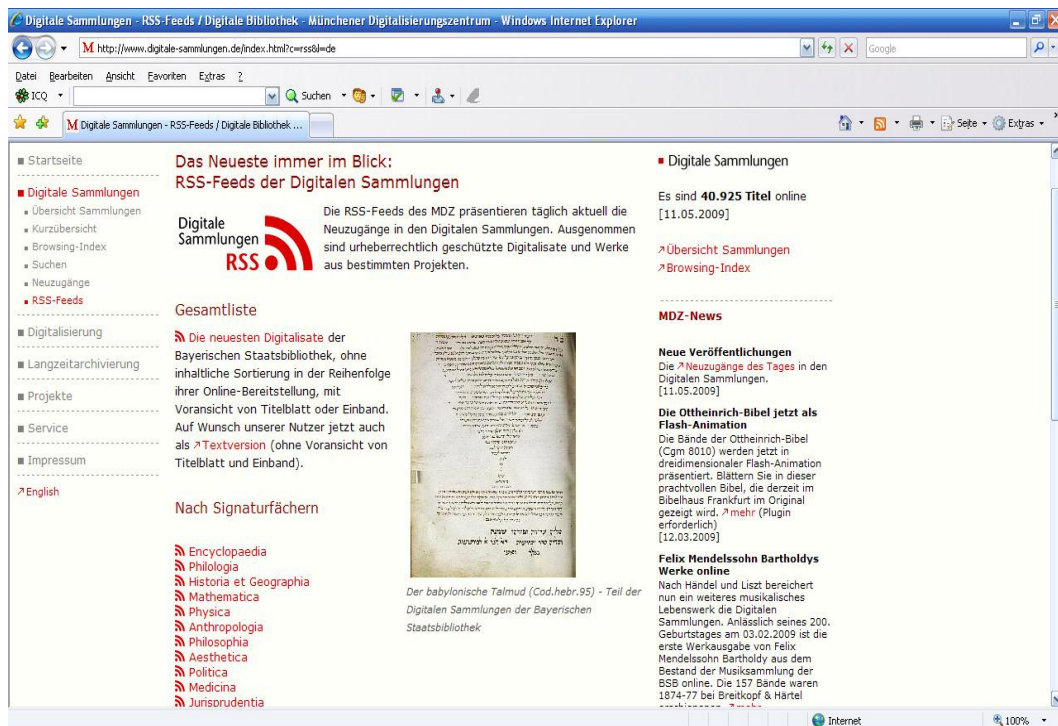 Digitale Sammlungen - RSS-Feeds / Digitale Bibliothek - Münchener Digitalisierungszentrum - Windows Internet Explorer
http://www.digitale-sammlungen.de/index.html?c=rss&l=de
Google
Datei Bearbeiten Ansicht Favoriten Extras ?
ICQ
Suchen
Digitale Sammlungen - RSS-Feeds / Digitale Bibliothek ...
Seite
Extras
Startseite
Digitale Sammlungen
Übersicht Sammlungen
Kurzübersicht
Browsing-Index
Suchen
Neuzugänge
RSS-Feeds
Digitalisierung
Langzeitarchivierung
Projekte
Service
Impressum
English
Das Neueste immer im Blick:
RSS-Feeds der Digitalen Sammlungen
Digitale
Sammlungen
RSS
Die RSS-Feeds des MDZ präsentieren täglich aktuell die
Neuzugänge in den Digitalen Sammlungen. Ausgenommen
sind urheberrechtlich geschützte Digitalisate und Werke
aus bestimmten Projekten.
Gesamtliste
Die neuesten Digitalisate der
Bayerischen Staatsbibliothek, ohne
inhaltliche Sortierung in der Reihenfolge
ihrer Online-Bereitstellung, mit
Voransicht von Titelblatt oder Einband.
Auf Wunsch unserer Nutzer jetzt auch
als Textversion (ohne Voransicht von
Titelblatt und Einband).
Der babylonische Talmud (Cod.hebr.95) - Teil der
Digitalen Sammlungen der Bayerischen
Staatsbibliothek
Nach Signaturfächern
Encyclopaedia
Philologia
Historia et Geographia
Mathematica
Physica
Anthropologia
Philosophia
Aesthetica
Politica
Medicina
Jurisprudentia
Digitale Sammlungen
Es sind 40.925 Titel online
[11.05.2009]
Übersicht Sammlungen
Browsing-Index
MDZ-News
Neue Veröffentlichungen
Die Neuzugänge des Tages in den
Digitalen Sammlungen.
[11.05.2009]
Die Ottheinrich-Bibel jetzt als
Flash-Animation
Die Bände der Ottheinrich-Bibel
(Cgm 8010) werden jetzt in
dreidimensionaler Flash-Animation
präsentiert. Blättern Sie in dieser
prachtvollen Bibel, die derzeit im
Bibelhaus Frankfurt im Original
gezeigt wird. mehr (Plugin
erforderlich)
[12.03.2009]
Felix Mendelssohn Bartholdys
Werke online
Nach Händel und Liszt bereichert
nun ein weiteres musikalisches
Lebenswerk die Digitalen
Sammlungen. Anlässlich seines 200.
Geburtstages am 03.02.2009 ist die
erste Werkausgabe von Felix
Mendelssohn Bartholdy aus dem
Bestand der Musiksammlung der
BSB online. Die 157 Bände waren
1874-77 bei Breitkopf & Härtel
Internet
100%